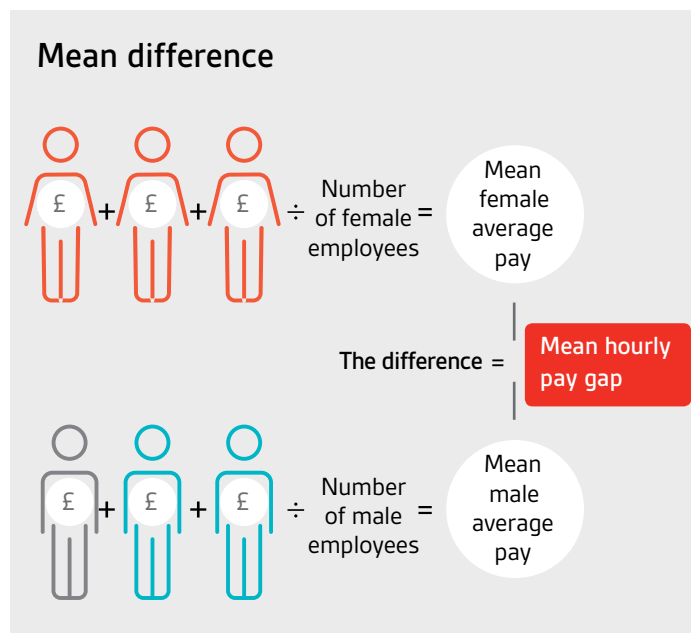 Mean difference
£ + £ + £ ÷ Number of female employees = Mean female average pay
The difference = Mean hourly pay gap
£ + £ + £ ÷ Number of male employees = Mean male average pay